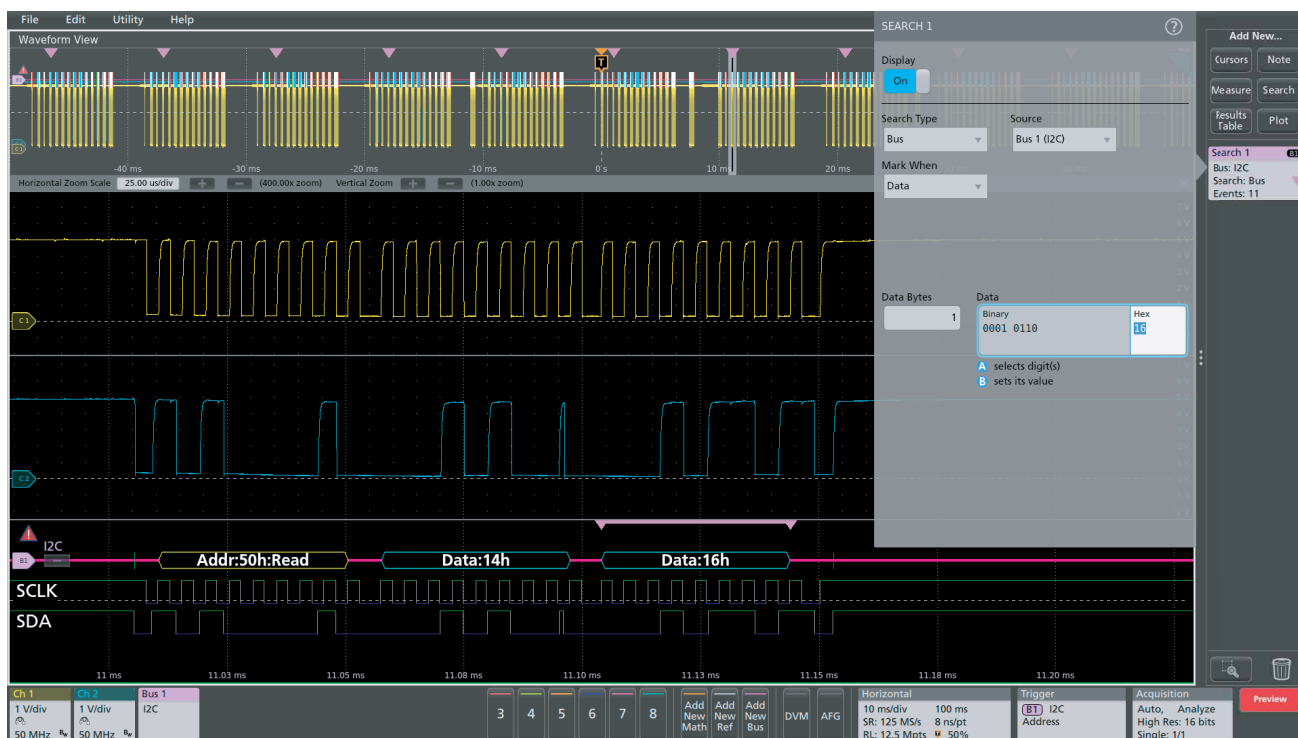 File Edit Utility Help
Waveform View
-40 ms -30 ms -20 ms -10 ms 0 s 10 ms 20 ms
Horizontal Zoom Scale 25.00 us/div + − (400.00x zoom) Vertical Zoom + − (1.00x zoom)
T
C1
C1
C2
I2C
B1
Addr:50h:Read Data:14h Data:16h
SCLK
SDA
11 ms 11.03 ms 11.05 ms 11.08 ms 11.10 ms 11.13 ms 11.15 ms 11.18 ms 11.20 ms
SEARCH 1 ?
Display
On
Search Type Source
Bus Bus 1 (I2C)
Mark When
Data
Data Bytes Data
1 Binary Hex
0001 0110 16
A selects digit(s)
B sets its value
Add New...
Cursors Note
Measure Search
Results Table Plot
Search 1 B1
Bus: I2C
Search: Bus
Events: 11
Ch 1
1 V/div
50 MHz Bw
Ch 2
1 V/div
50 MHz Bw
Bus 1
I2C
3 4 5 6 7 8
Add New Math
Add New Ref
Add New Bus
DVM AFG
Horizontal
10 ms/div 100 ms
SR: 125 MS/s 8 ns/pt
RL: 12.5 Mpts 50%
Trigger
B1 I2C
Address
Acquisition
Auto, Analyze
High Res: 16 bits
Single: 1/1
Preview